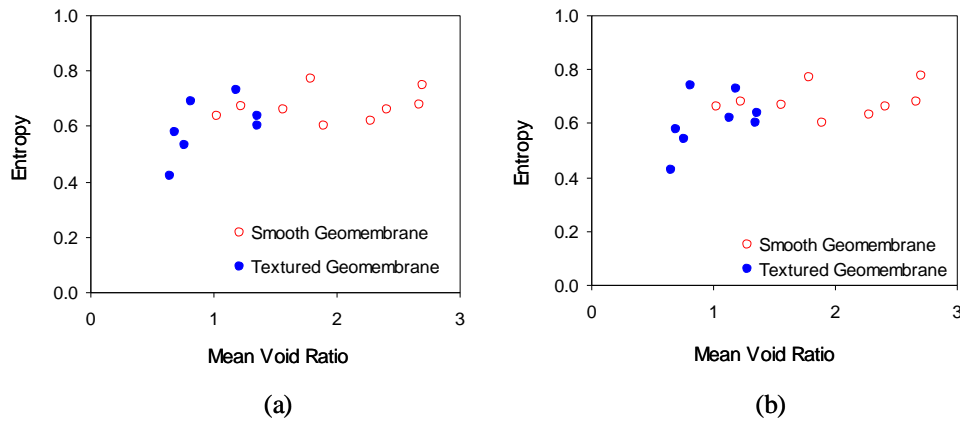 1.0
0.8
0.6
0.4
0.2
0.0
Entropy
Smooth Geomembrane
Textured Geomembrane
0 1 2 3
Mean Void Ratio
(a)
1.0
0.8
0.6
0.4
0.2
0.0
Entropy
Smooth Geomembrane
Textured Geomembrane
0 1 2 3
Mean Void Ratio
(b)